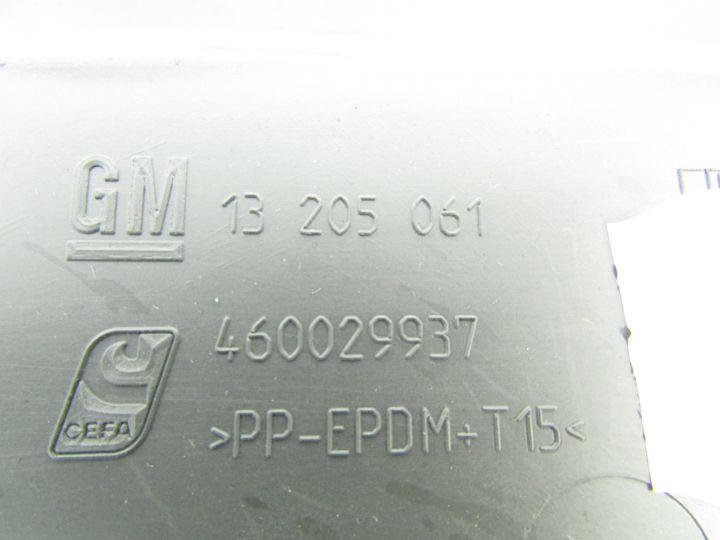 GM 13 205 061
460029937
CEFA
>PP-EPDM+T15<